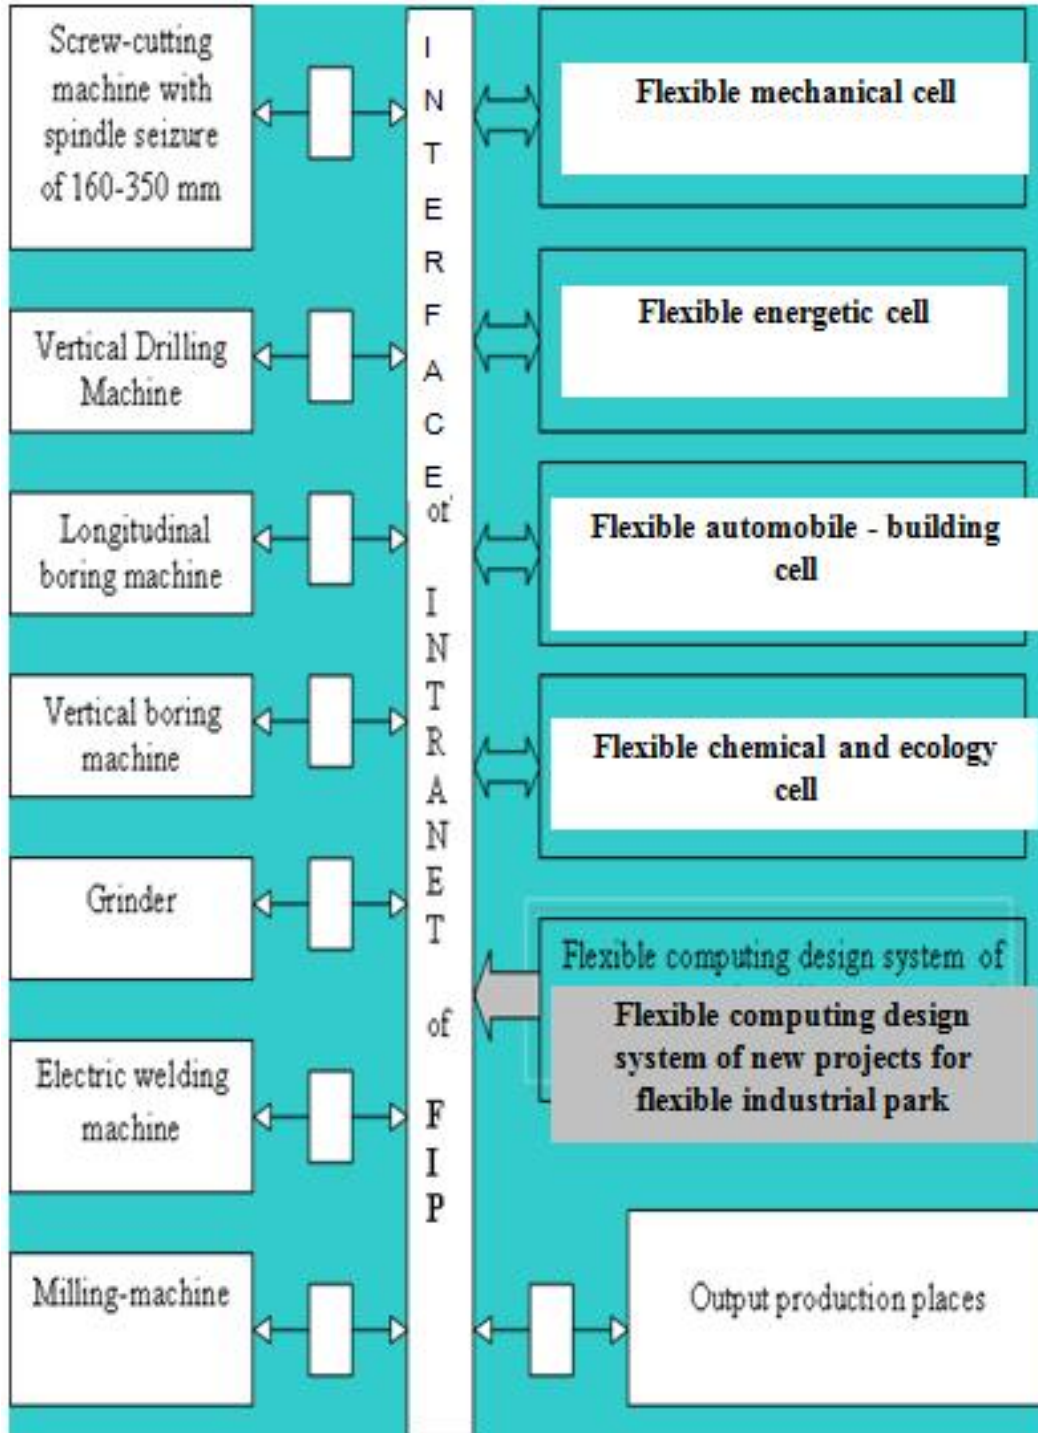 Screw-cutting
machine with
spindle seizure
of 160-350 mm
Vertical Drilling
Machine
Longitudinal
boring machine
Vertical boring
machine
Grinder
Electric welding
machine
Milling-machine
INTERFACE
of
INTRANET
of
FIP
Flexible mechanical cell
Flexible energetic cell
Flexible automobile - building
cell
Flexible chemical and ecology
cell
Flexible computing design system of
Flexible computing design
system of new projects for
flexible industrial park
Output production places